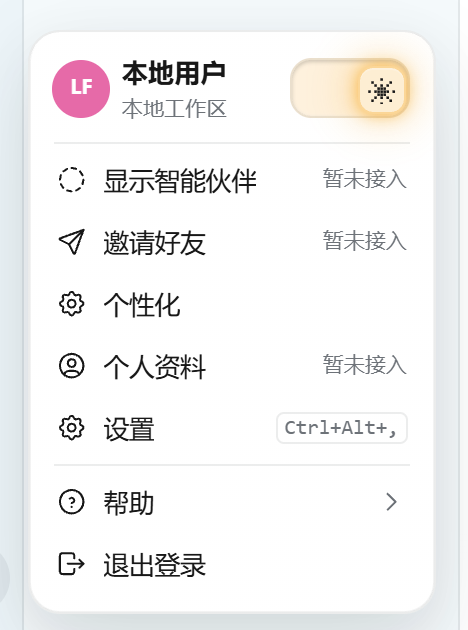 LF
本地用户
本地工作区
显示智能伙伴 暂未接入
邀请好友 暂未接入
个性化
个人资料 暂未接入
设置 Ctrl+Alt+,
帮助
退出登录